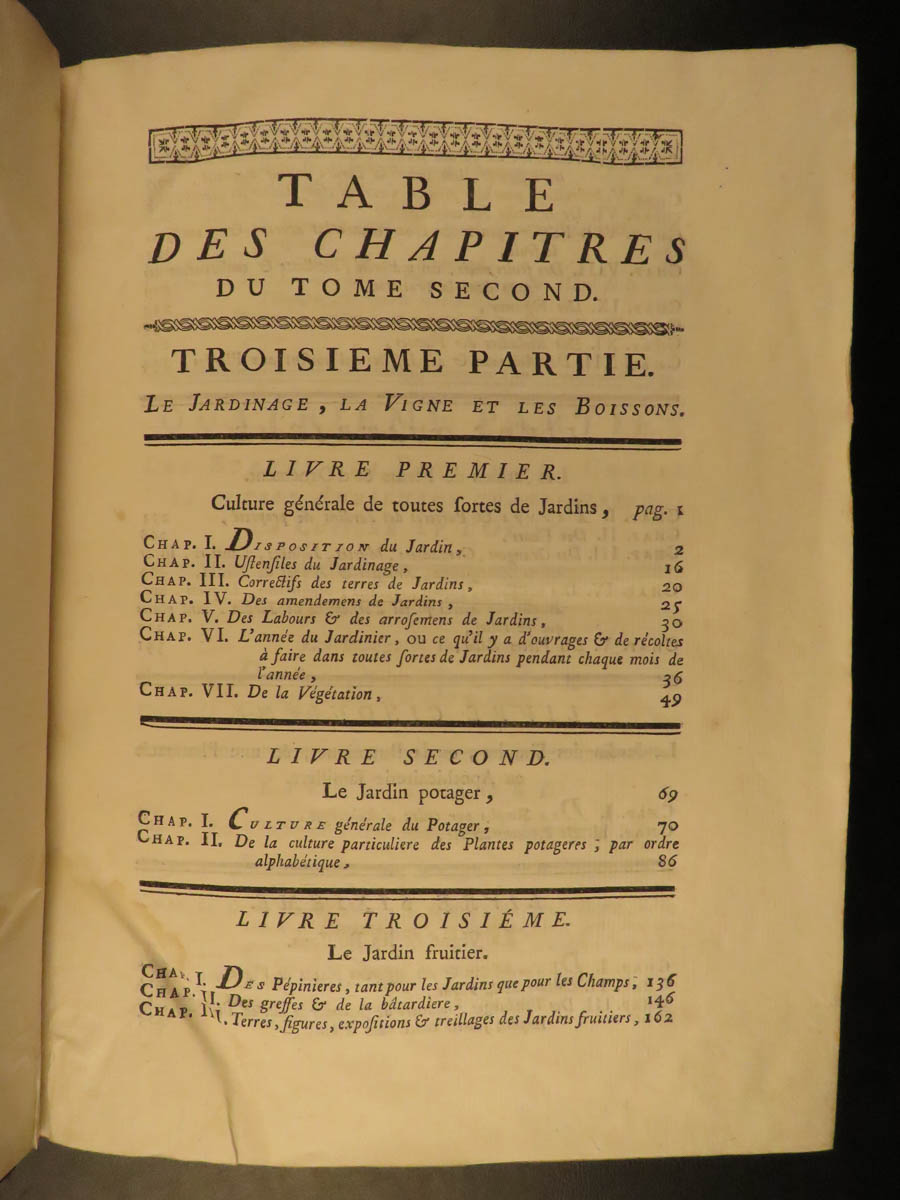 TABLE
DES CHAPITRES
DU TOME SECOND.
TROISIEME PARTIE.
LE JARDINAGE, LA VIGNE ET LES BOISSONS.
LIVRE PREMIER.
Culture générale de toutes ſortes de Jardins, pag. 1
CHAP. I. DISPOSITION du Jardin, 2
CHAP. II. Uſtenſiles du Jardinage, 16
CHAP. III. Correctifs des terres de Jardins, 20
CHAP. IV. Des amendemens de Jardins, 25
CHAP. V. Des Labours & des arroſemens de Jardins, 30
CHAP. VI. L'année du Jardinier, ou ce qu'il y a d'ouvrages & de récoltes
à faire dans toutes ſortes de Jardins pendant chaque mois de
l'année, 36
CHAP. VII. De la Végétation, 49
LIVRE SECOND.
Le Jardin potager, 69
CHAP. I. CULTURE générale du Potager, 70
CHAP. II. De la culture particuliere des Plantes potageres; par ordre
alphabétique, 86
LIVRE TROISIÉME.
Le Jardin fruitier.
CHAP. I. DES Pépinieres, tant pour les Jardins que pour les Champs, 136
CHAP. II. Des greffes & de la bâtardiere, 146
CHAP. III. Terres, figures, expoſitions & treillages des Jardins fruitiers, 162